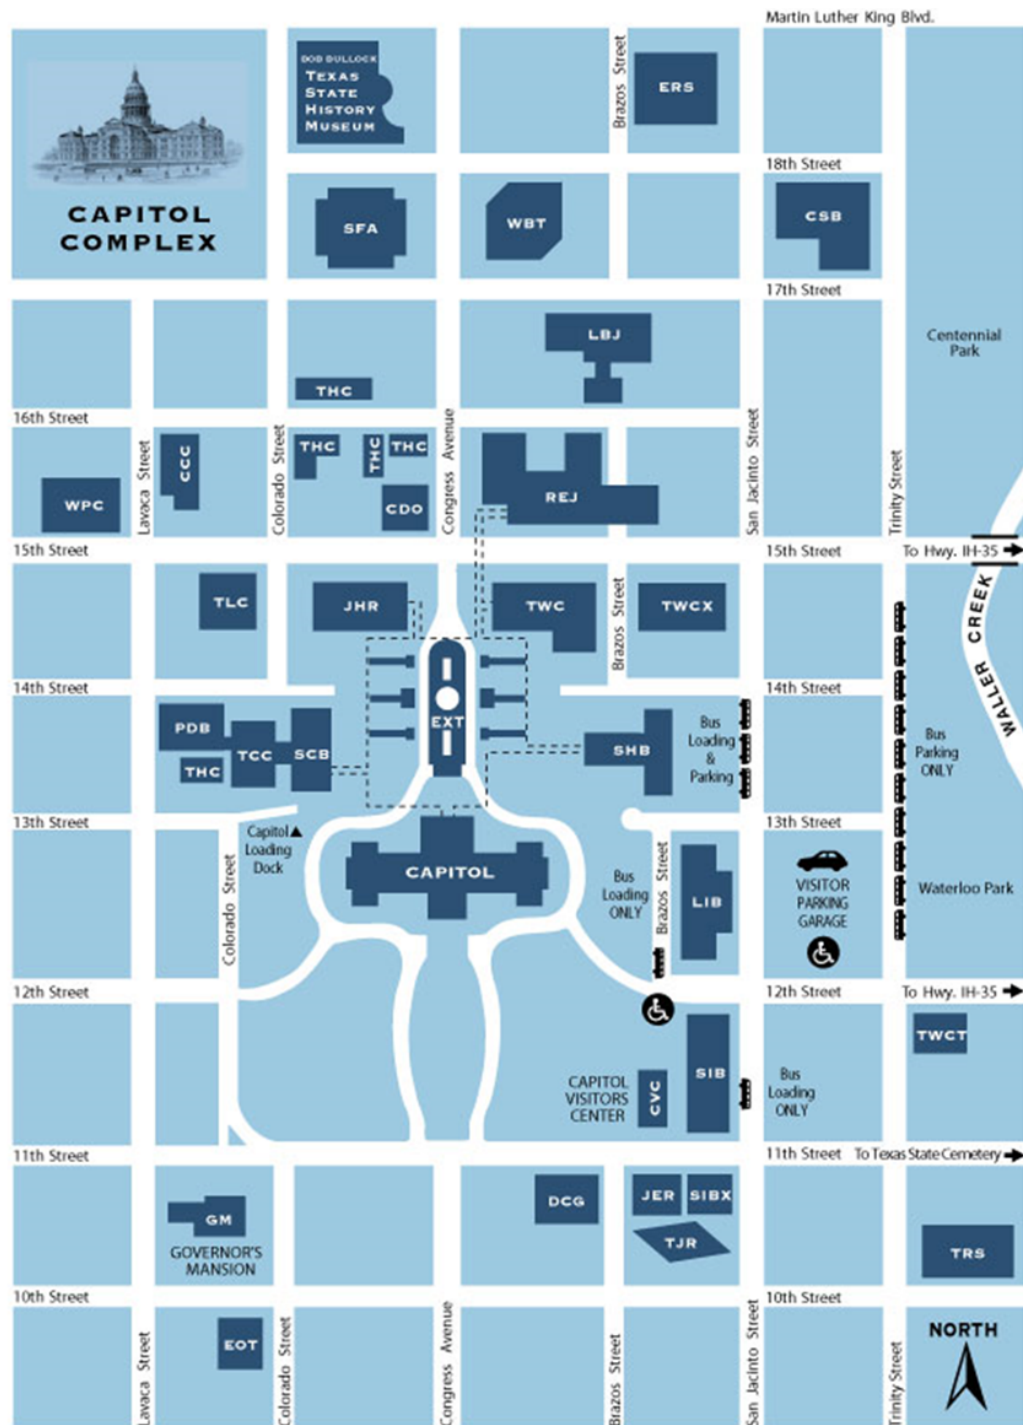 Martin Luther King Blvd.
CAPITOL
COMPLEX
BOB BULLOCK
TEXAS
STATE
HISTORY
MUSEUM
Brazos Street
ERS
18th Street
SFA
WBT
CSB
17th Street
LBJ
Centennial
Park
THC
16th Street
Lavaca Street
CCC
Colorado Street
THC
THC
THC
Congress Avenue
San Jacinto Street
Trinity Street
WPC
CDO
REJ
15th Street
15th Street
To Hwy. IH-35
TLC
JHR
TWC
Brazos Street
TWCX
WALLER CREEK
14th Street
14th Street
PDB
TCC
SCB
THC
EXT
SHB
Bus
Loading
&
Parking
Bus
Parking
ONLY
13th Street
13th Street
Capitol
Loading
Dock
Colorado Street
CAPITOL
Bus
Loading
ONLY
Brazos Street
LIB
VISITOR
PARKING
GARAGE
Waterloo Park
12th Street
12th Street
To Hwy. IH-35
TWCT
CAPITOL
VISITORS
CENTER
CVC
SIB
Bus
Loading
ONLY
11th Street
11th Street
To Texas State Cemetery
GM
GOVERNOR'S
MANSION
DCG
JER
SIBX
TJR
TRS
10th Street
10th Street
Lavaca Street
EOT
Colorado Street
Congress Avenue
Brazos Street
San Jacinto Street
Trinity Street
NORTH